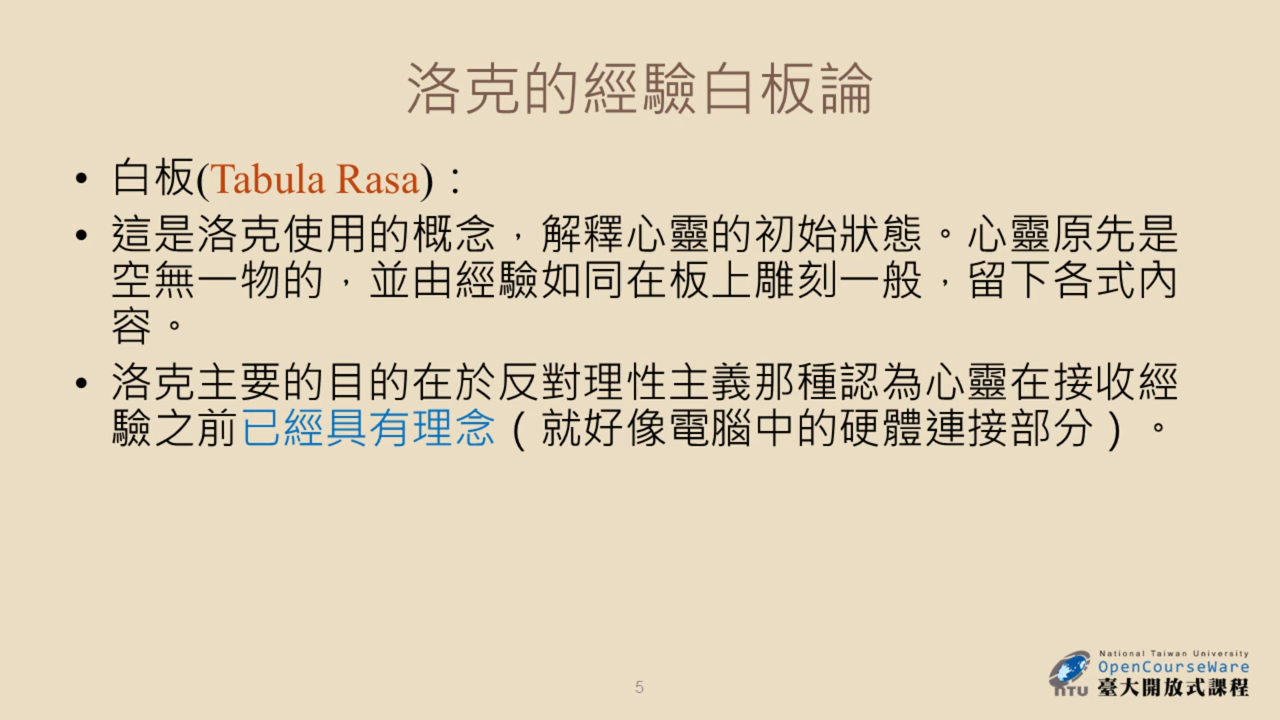 洛克的經驗白板論
• 白板(Tabula Rasa)：
• 這是洛克使用的概念，解釋心靈的初始狀態。心靈原先是
空無一物的，並由經驗如同在板上雕刻一般，留下各式內
容。
• 洛克主要的目的在於反對理性主義那種認為心靈在接收經
驗之前已經具有理念（就好像電腦中的硬體連接部分）。
5
National Taiwan University
OpenCourseWare
NTU 臺大開放式課程